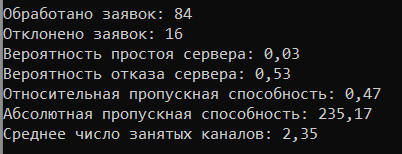 Обработано заявок: 84
Отклонено заявок: 16
Вероятность простоя сервера: 0,03
Вероятность отказа сервера: 0,53
Относительная пропускная способность: 0,47
Абсолютная пропускная способность: 235,17
Среднее число занятых каналов: 2,35